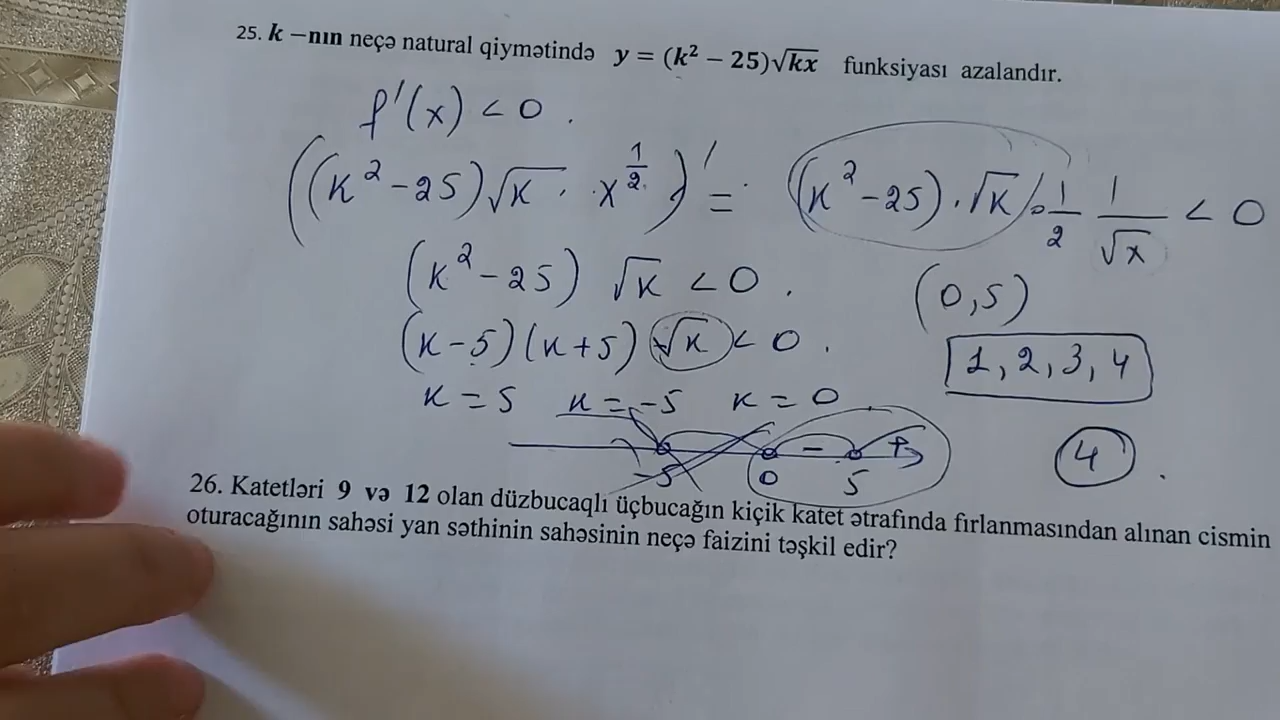 25. k –nın neçə natural qiymətində y = (k² – 25)√kx funksiyası azalandır.
f'(x) < 0 .
((k² - 25)√k · x^{1/2})' = (k² - 25) · √k · 1/2 1/√x < 0
(k² - 25) √k < 0 .
(0, 5)
(k - 5)(k + 5) √k < 0 .
1, 2, 3, 4
k = 5 k = -5 k = 0
- +
-5 0 5
4 .
26. Katetləri 9 və 12 olan düzbucaqlı üçbucağın kiçik katet ətrafında fırlanmasından alınan cismin
oturacağının sahəsi yan səthinin sahəsinin neçə faizini təşkil edir?